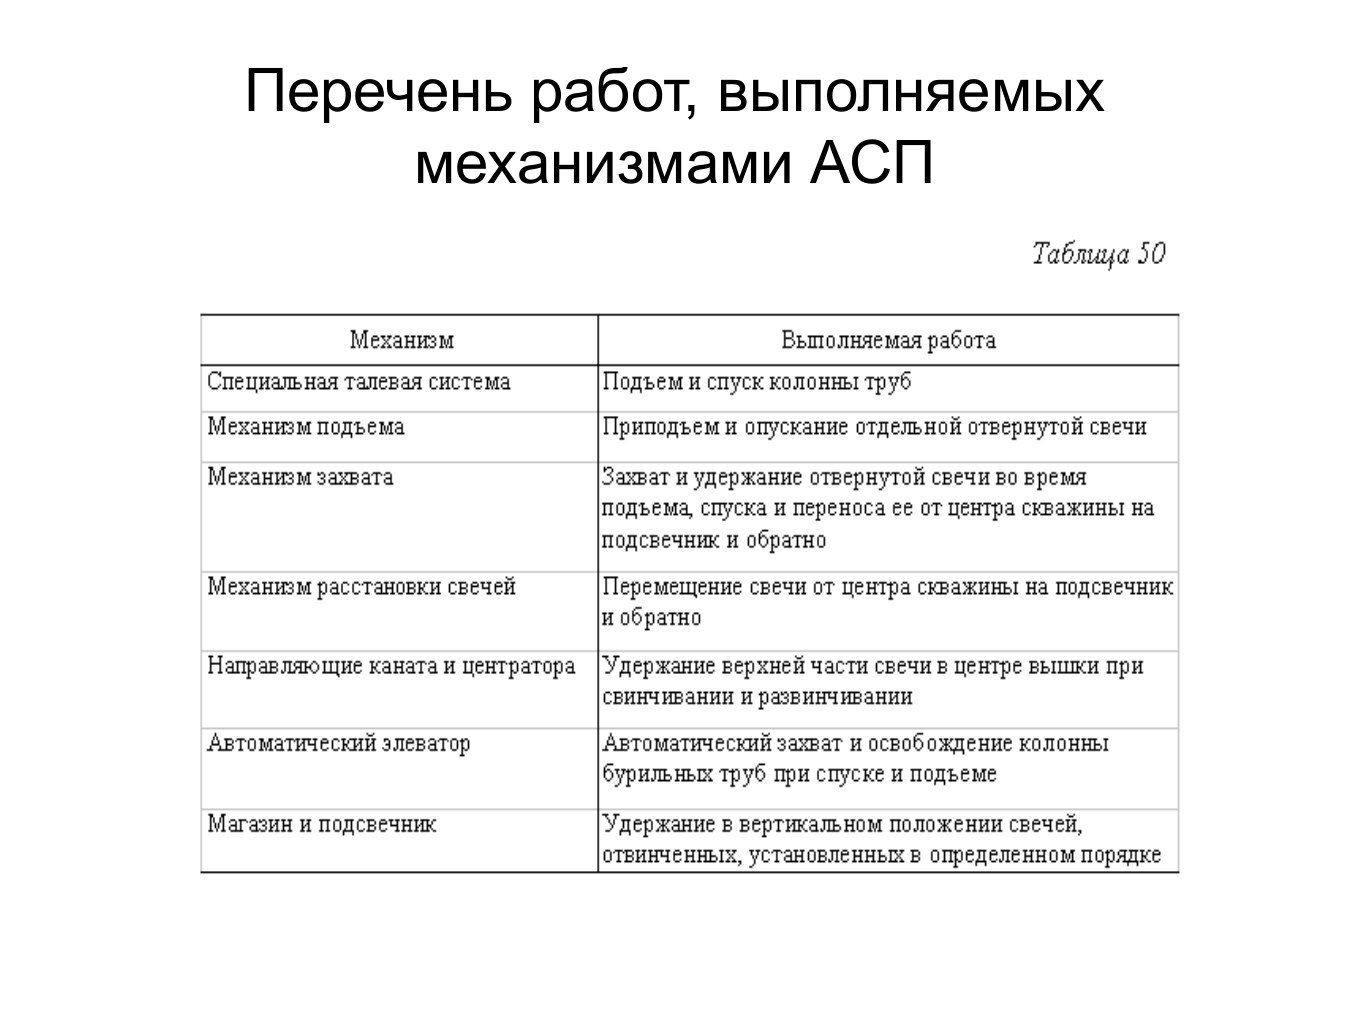 Перечень работ, выполняемых
механизмами АСП
Таблица 50
Механизм
Выполняемая работа
Специальная талевая система
Подъем и спуск колонны труб
Механизм подъема
Приподъем и опускание отдельной отвернутой свечи
Механизм захвата
Захват и удержание отвернутой свечи во время
подъема, спуска и переноса ее от центра скважины на
подсвечник и обратно
Механизм расстановки свечей
Перемещение свечи от центра скважины на подсвечник
и обратно
Направляющие каната и центратора
Удержание верхней части свечи в центре вышки при
свинчивании и развинчивании
Автоматический элеватор
Автоматический захват и освобождение колонны
бурильных труб при спуске и подъеме
Магазин и подсвечник
Удержание в вертикальном положении свечей,
отвинченных, установленных в определенном порядке